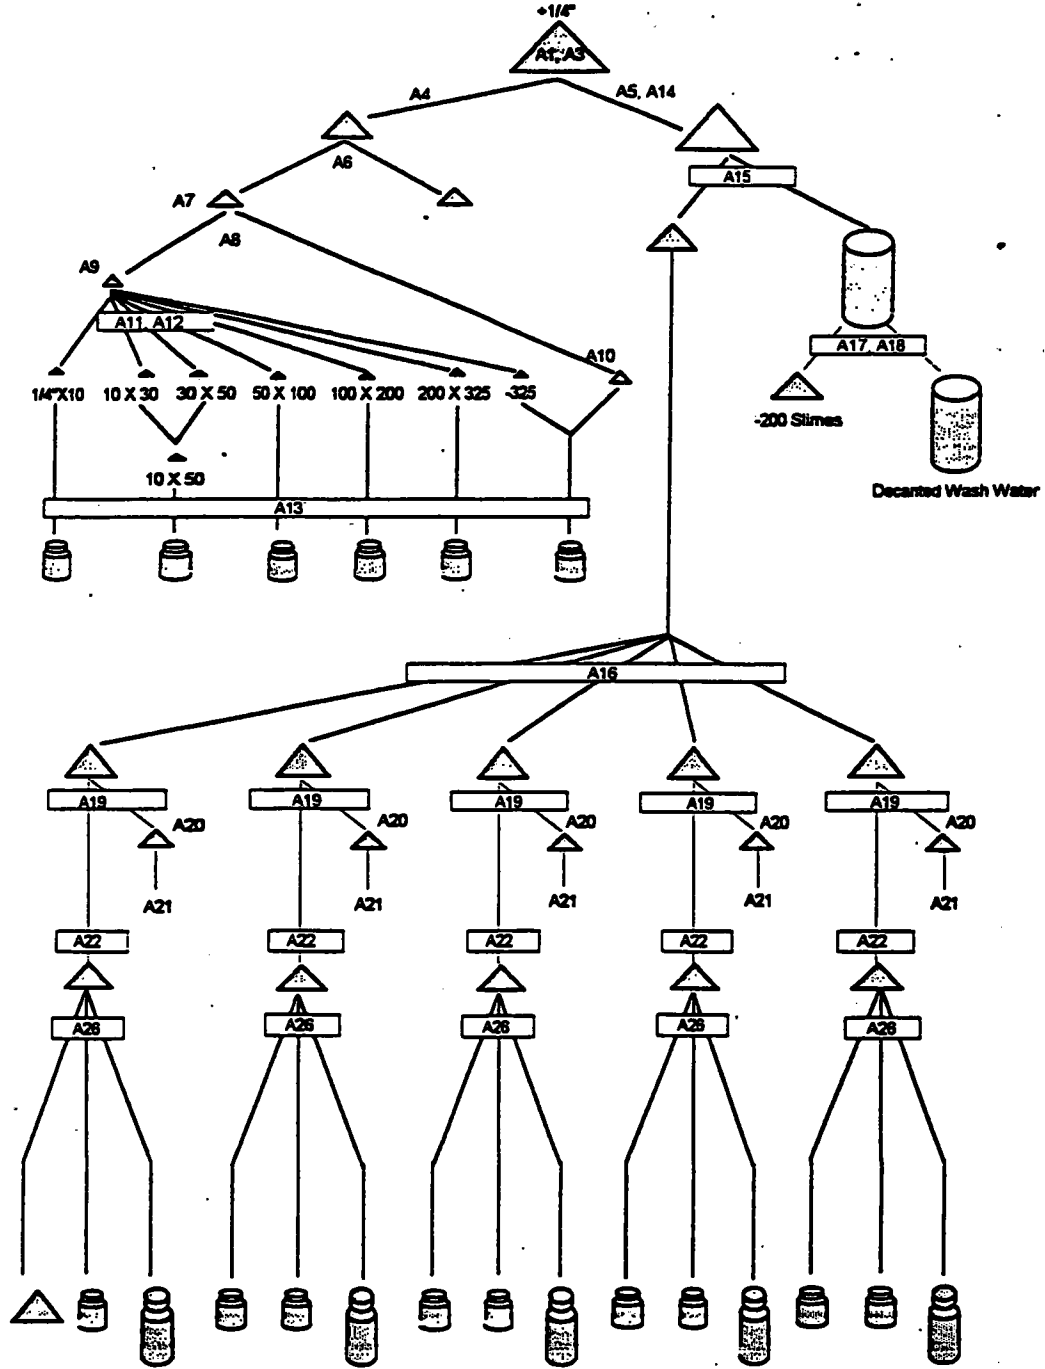 +1/4"
A1, A3
A4
A5, A14
A6
A15
A7
A8
A9
A11, A12
A10
A17, A18
1/4"X10
10 X 30
30 X 50
50 X 100
100 X 200
200 X 325
-325
-200 Slimes
10 X 50
Decanted Wash Water
A13
A16
A19
A19
A19
A19
A19
A20
A20
A20
A20
A20
A21
A21
A21
A21
A21
A22
A22
A22
A22
A22
A26
A26
A26
A26
A26